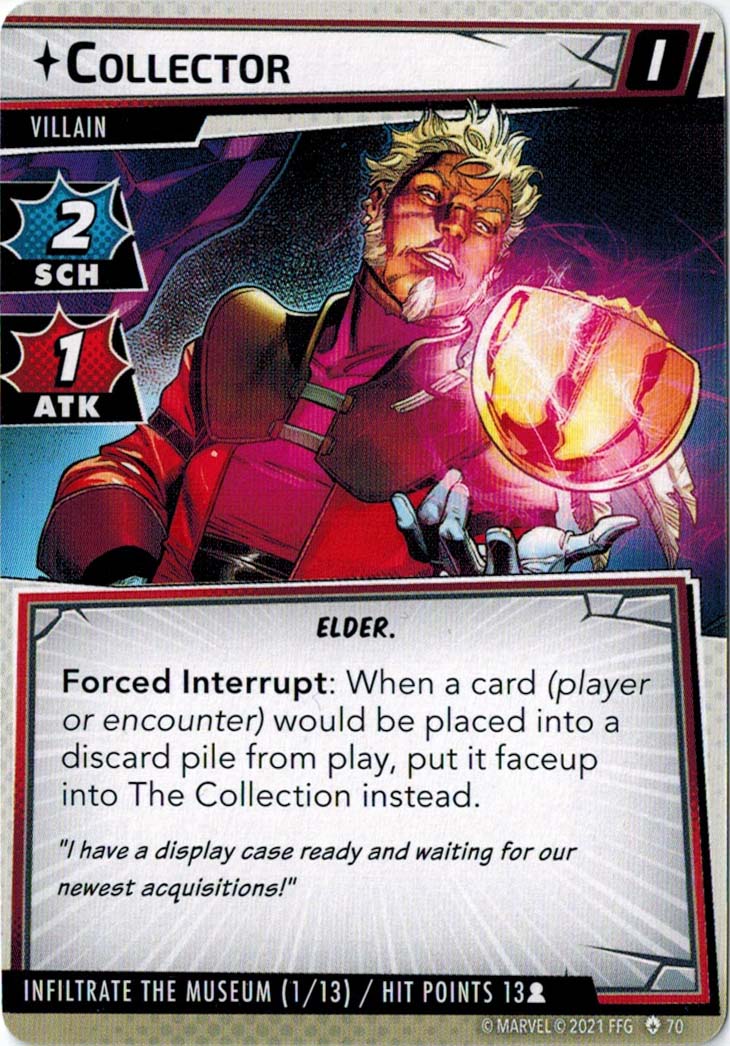 COLLECTOR
I
VILLAIN
2
SCH
1
ATK
ELDER.
Forced Interrupt: When a card (player
or encounter) would be placed into a
discard pile from play, put it faceup
into The Collection instead.
"I have a display case ready and waiting for our
newest acquisitions!"
INFILTRATE THE MUSEUM (1/13) / HIT POINTS 13
© MARVEL © 2021 FFG 70